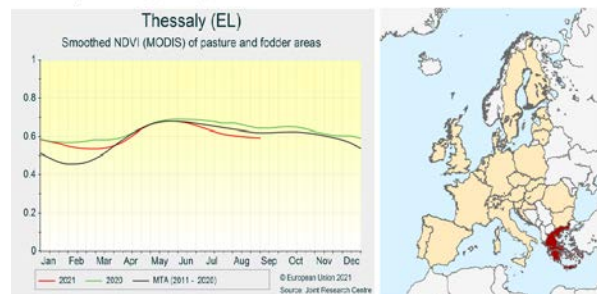 Thessaly (EL)
Smoothed NDVI (MODIS) of pasture and fodder areas
1
0.8
0.6
0.4
0.2
0
Jan Feb Mar Apr May Jun Jul Aug Sep Oct Nov Dec
2021 2020 MTA (2011 - 2020)
© European Union 2021
Source: Joint Research Centre